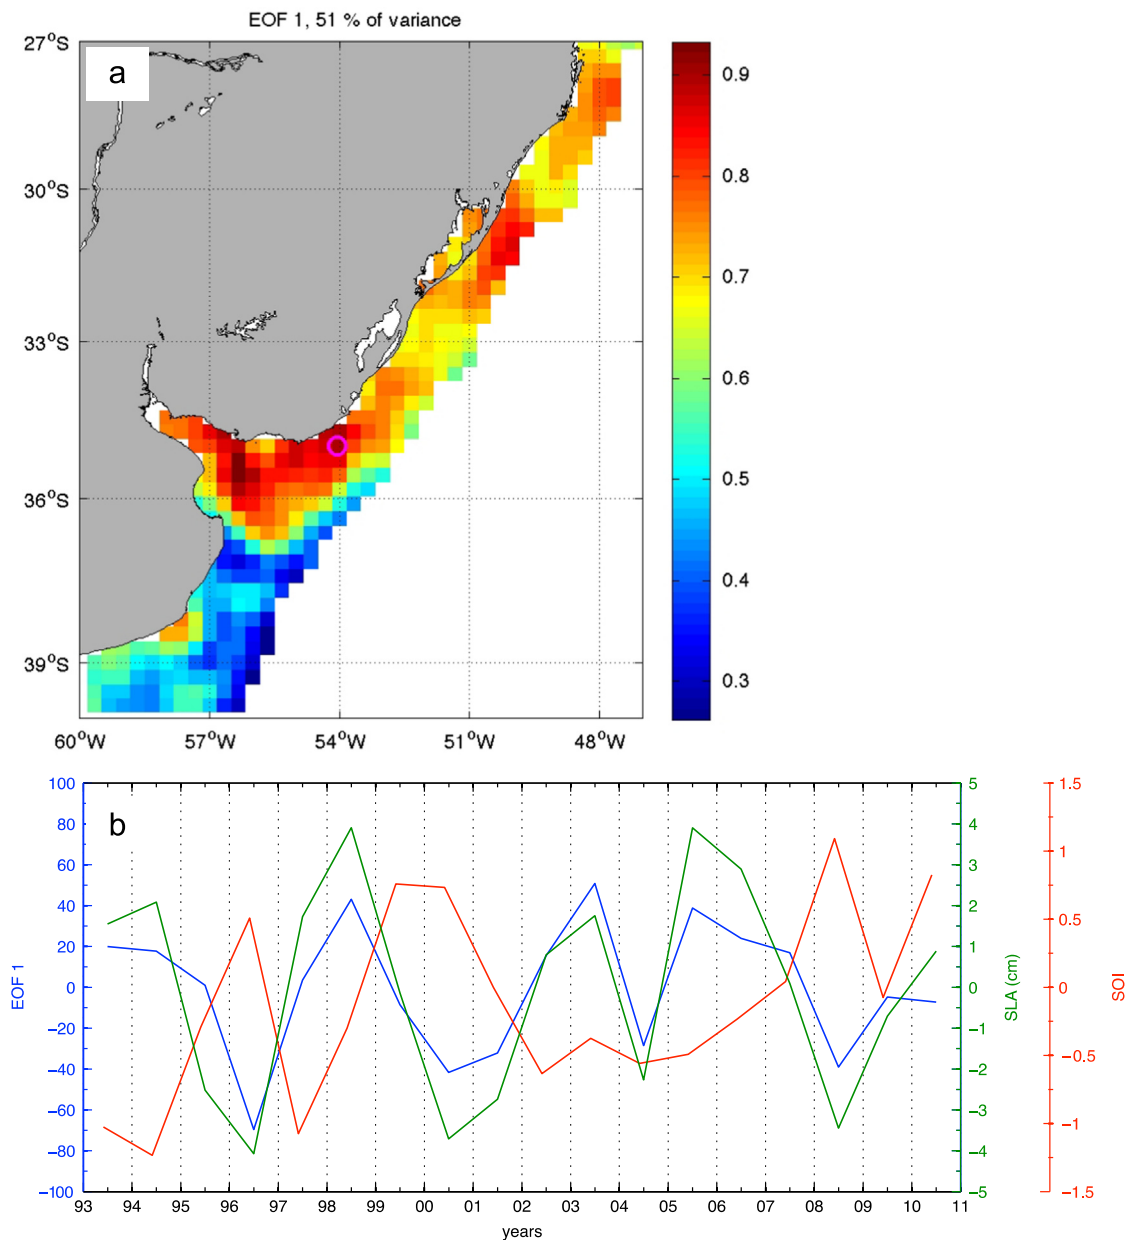 EOF 1, 51 % of variance
a
27°S
30°S
33°S
36°S
39°S
60°W 57°W 54°W 51°W 48°W
0.9
0.8
0.7
0.6
0.5
0.4
0.3
b
EOF 1
100
80
60
40
20
0
−20
−40
−60
−80
−100
SLA (cm)
5
4
3
2
1
0
−1
−2
−3
−4
−5
SOI
1.5
1
0.5
0
−0.5
−1
−1.5
93 94 95 96 97 98 99 00 01 02 03 04 05 06 07 08 09 10 11
years